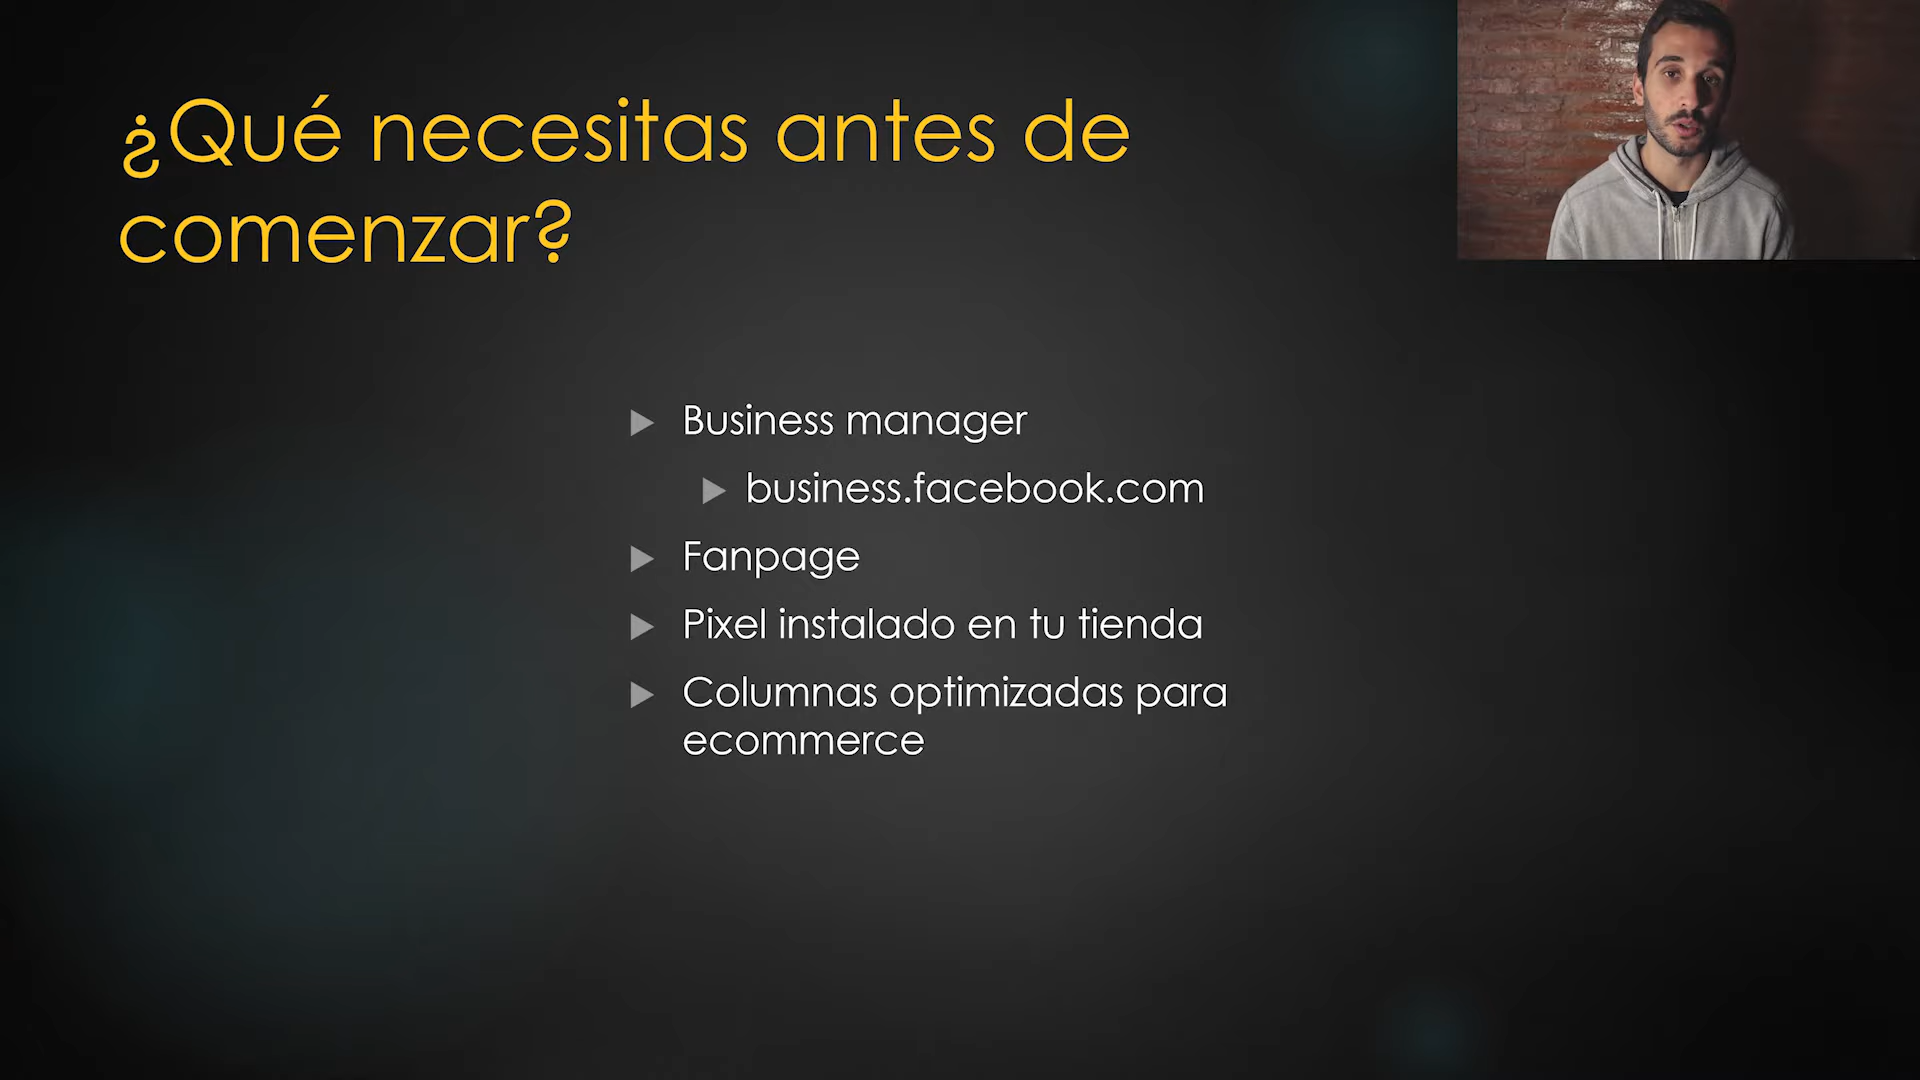 ¿Qué necesitas antes de
comenzar?
Business manager
business.facebook.com
Fanpage
Pixel instalado en tu tienda
Columnas optimizadas para
ecommerce